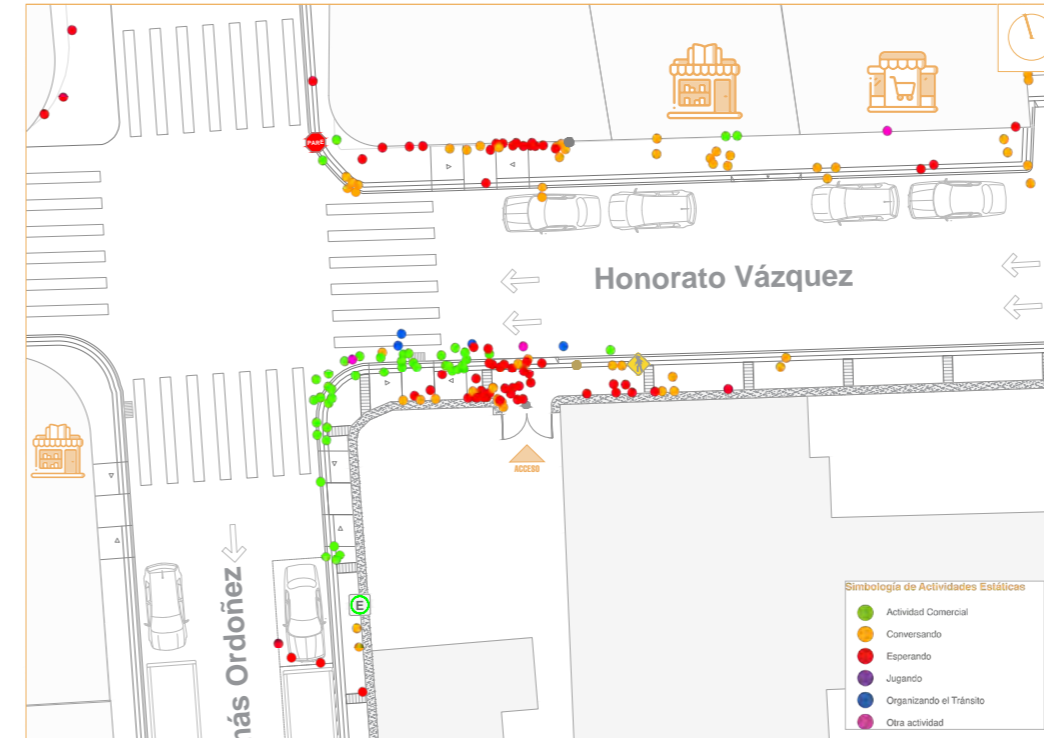 PARE
Honorato Vázquez
ACCESO
E
más Ordoñez
Simbología de Actividades Estáticas
Actividad Comercial
Conversando
Esperando
Jugando
Organizando el Tránsito
Otra actividad